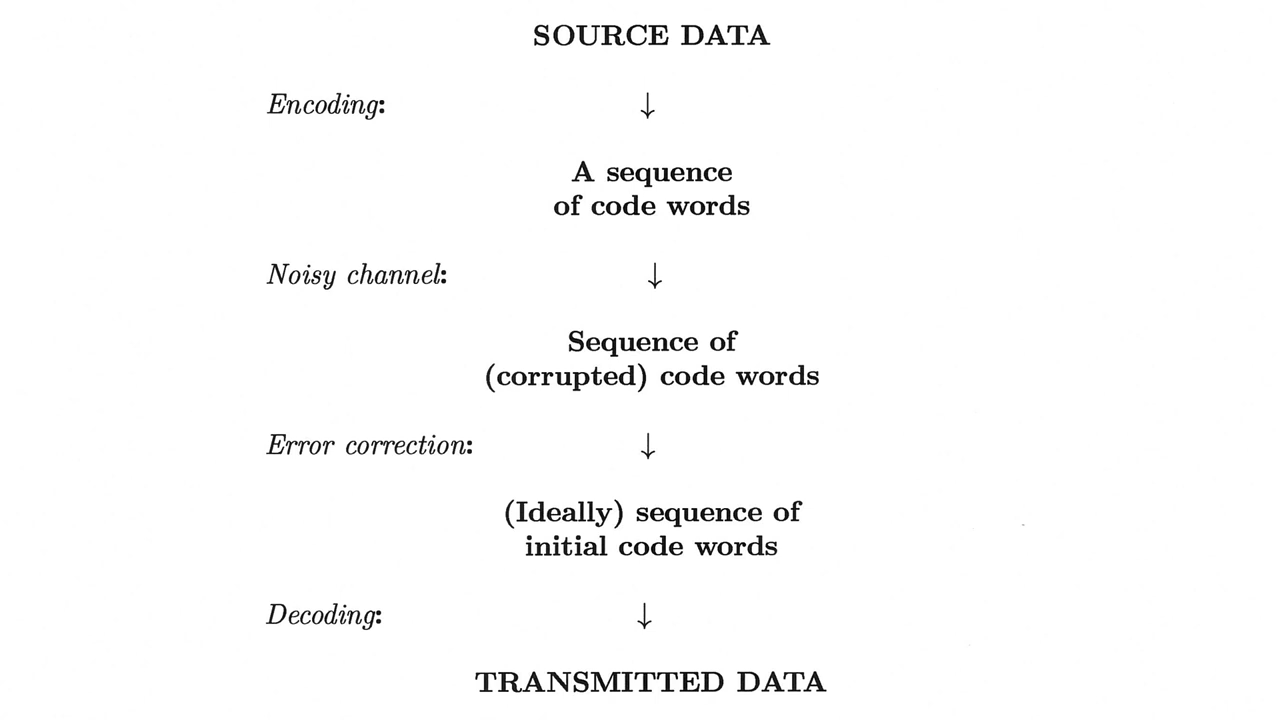 SOURCE DATA
Encoding: ↓
A sequence
of code words
Noisy channel: ↓
Sequence of
(corrupted) code words
Error correction: ↓
(Ideally) sequence of
initial code words
Decoding: ↓
TRANSMITTED DATA